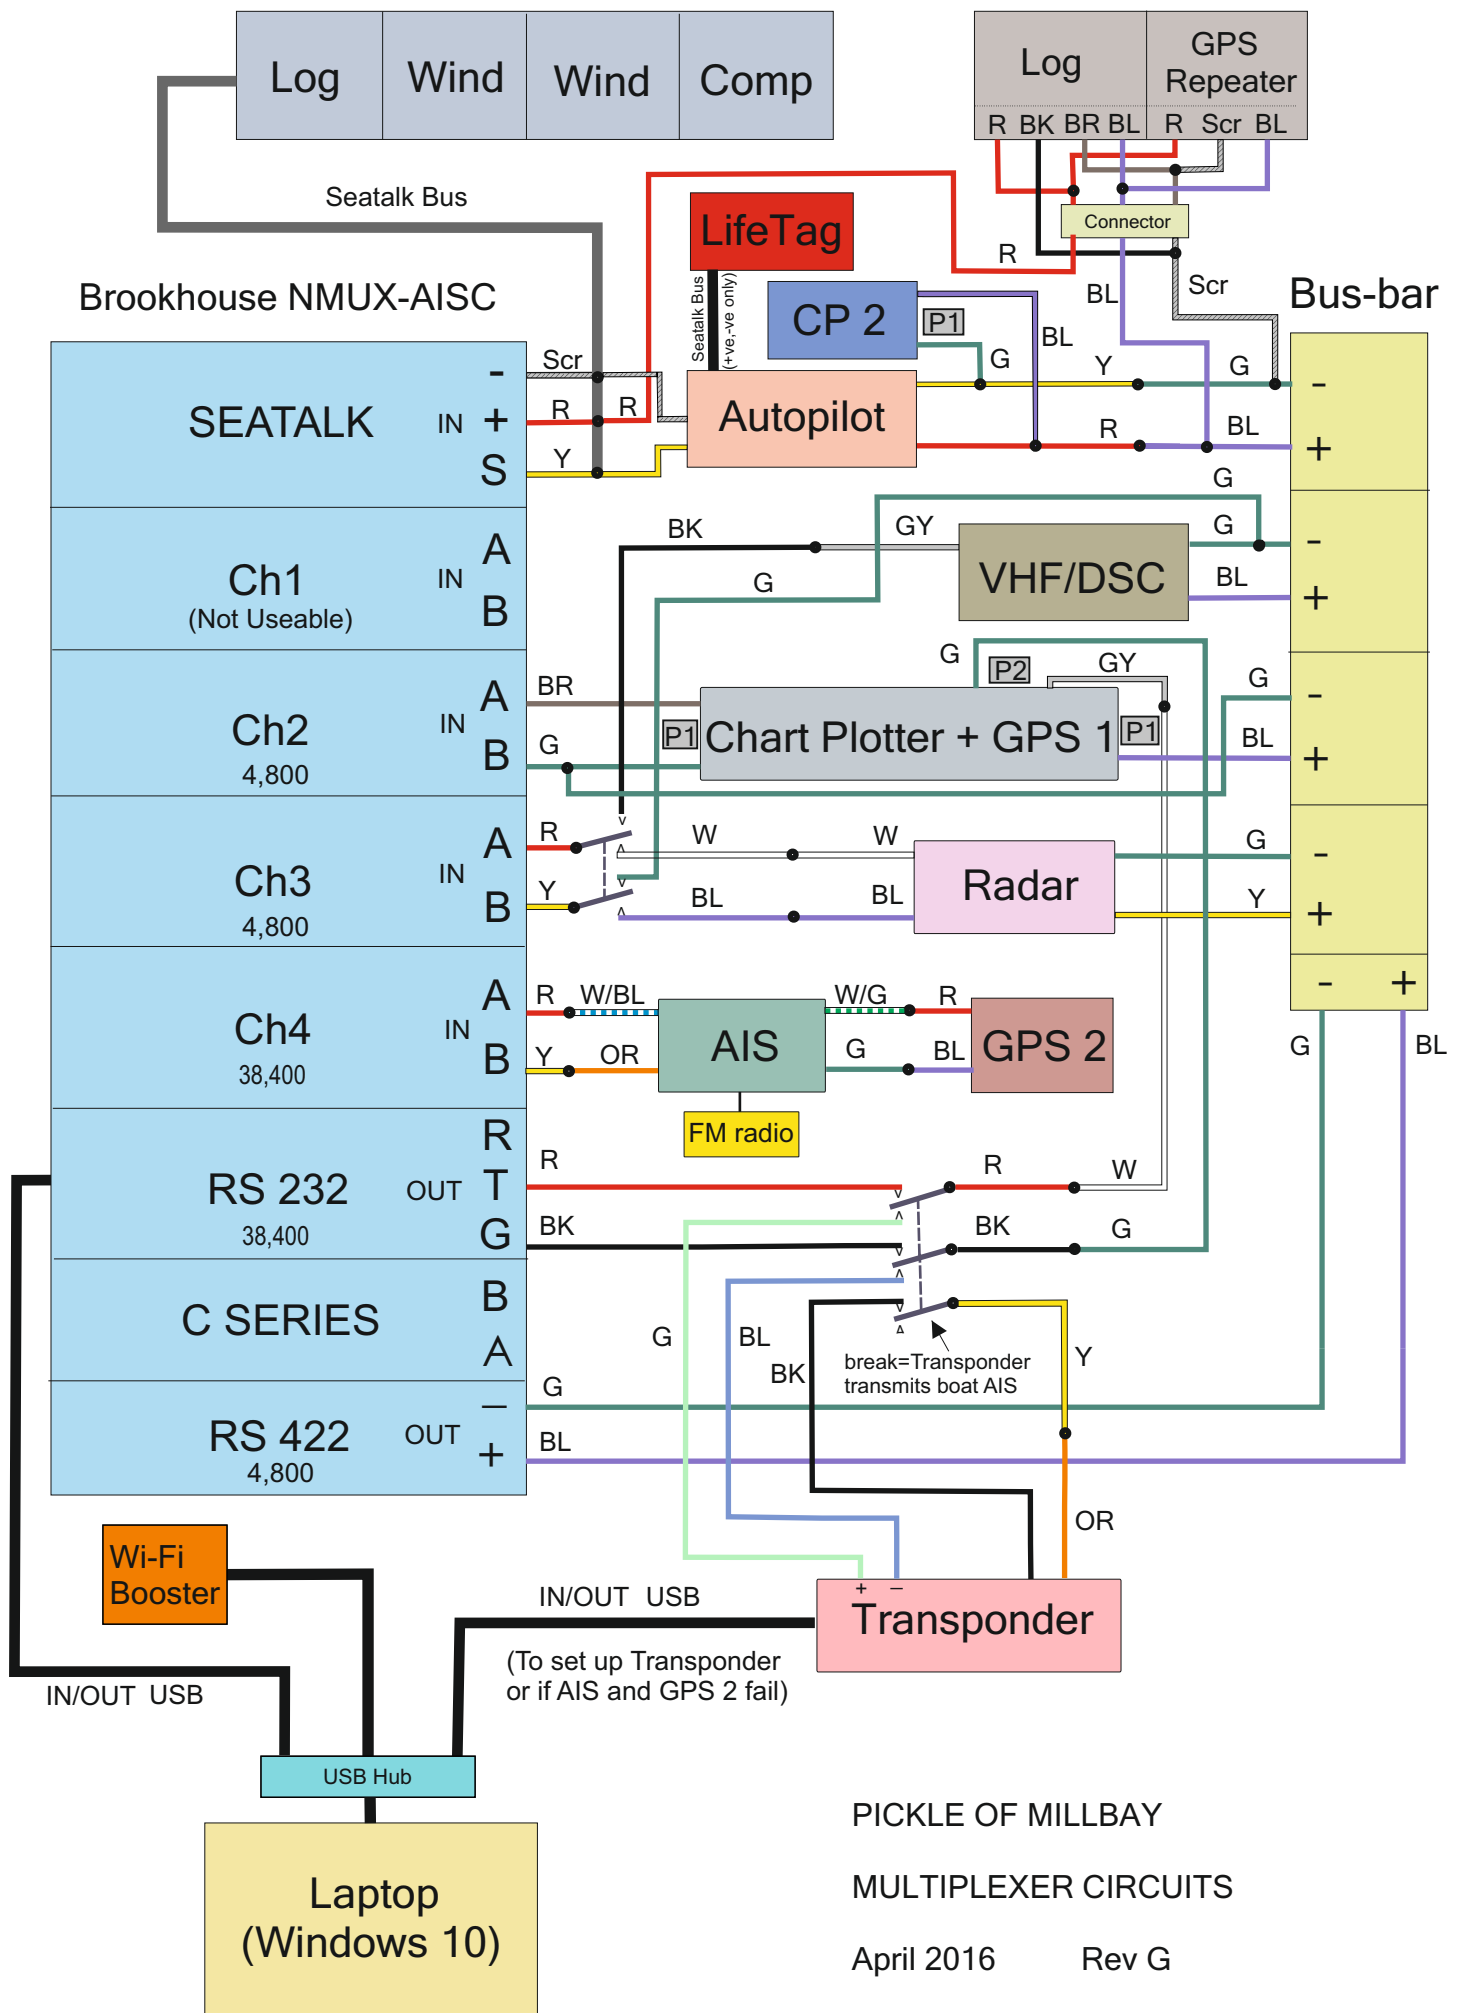 Log Wind Wind Comp
Log
GPS
Repeater
R BK BR BL R Scr BL
Seatalk Bus
LifeTag
Connector
R
BL
Scr
Seatalk Bus
(+ve,-ve only)
Brookhouse NMUX-AISC
Bus-bar
CP 2
P1
G
BL
Y
G
SEATALK
IN
-
+
S
Scr
R
R
Y
Autopilot
R
BL
-
+
Ch1
(Not Useable)
IN
A
B
BK
GY
G
VHF/DSC
G
G
BL
-
+
Ch2
4,800
IN
A
B
BR
G
P1
Chart Plotter + GPS 1
P1
P2
G
GY
G
BL
-
+
Ch3
4,800
IN
A
B
R
Y
W
W
BL
BL
Radar
G
Y
-
+
- +
G
BL
Ch4
38,400
IN
A
B
R
W/BL
Y
OR
AIS
W/G
R
G
BL
GPS 2
FM radio
RS 232
38,400
OUT
R
T
G
R
BK
R
W
BK
G
C SERIES
B
A
G
BL
BK
Y
break=Transponder
transmits boat AIS
RS 422
4,800
OUT
–
+
G
BL
OR
Wi-Fi
Booster
IN/OUT USB
+ –
Transponder
(To set up Transponder
or if AIS and GPS 2 fail)
IN/OUT USB
USB Hub
Laptop
(Windows 10)
PICKLE OF MILLBAY
MULTIPLEXER CIRCUITS
April 2016 Rev G